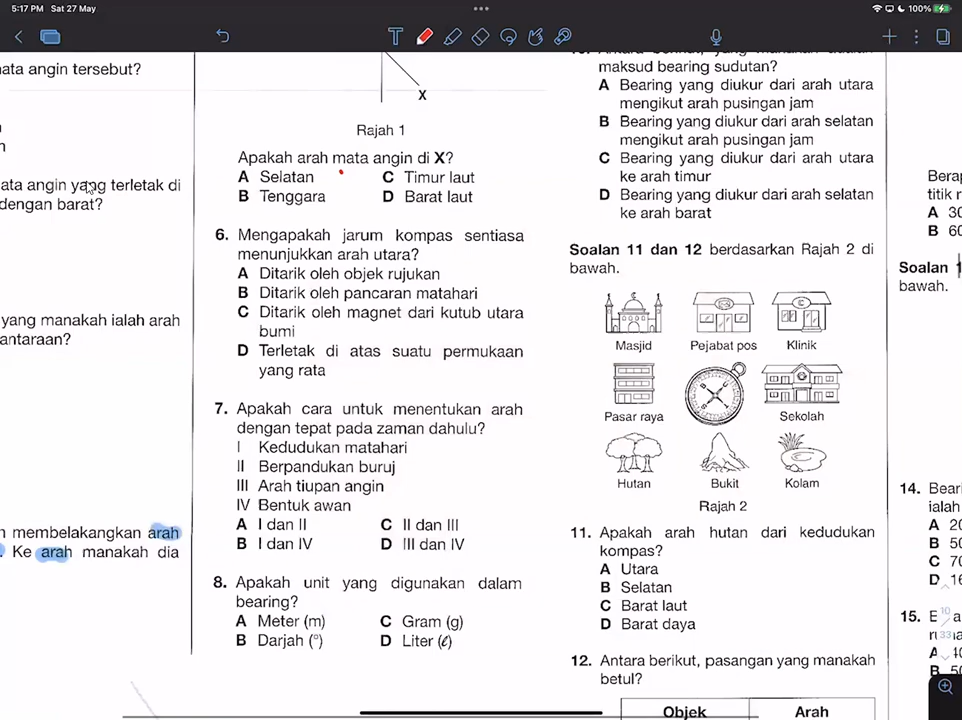 5:17 PM Sat 27 May
100%
ata angin tersebut?
ata angin yang terletak di
dengan barat?
yang manakah ialah arah
antaraan?
membelakangkan arah
Ke arah manakah dia
X
Rajah 1
Apakah arah mata angin di X?
A Selatan C Timur laut
B Tenggara D Barat laut
6. Mengapakah jarum kompas sentiasa
menunjukkan arah utara?
A Ditarik oleh objek rujukan
B Ditarik oleh pancaran matahari
C Ditarik oleh magnet dari kutub utara
bumi
D Terletak di atas suatu permukaan
yang rata
7. Apakah cara untuk menentukan arah
dengan tepat pada zaman dahulu?
I Kedudukan matahari
II Berpandukan buruj
III Arah tiupan angin
IV Bentuk awan
A I dan II C II dan III
B I dan IV D III dan IV
8. Apakah unit yang digunakan dalam
bearing?
A Meter (m) C Gram (g)
B Darjah (°) D Liter (ℓ)
maksud bearing sudutan?
A Bearing yang diukur dari arah utara
mengikut arah pusingan jam
B Bearing yang diukur dari arah selatan
mengikut arah pusingan jam
C Bearing yang diukur dari arah utara
ke arah timur
D Bearing yang diukur dari arah selatan
ke arah barat
Soalan 11 dan 12 berdasarkan Rajah 2 di
bawah.
Masjid Pejabat pos Klinik
Pasar raya Sekolah
Hutan Bukit Kolam
Rajah 2
11. Apakah arah hutan dari kedudukan
kompas?
A Utara
B Selatan
C Barat laut
D Barat daya
12. Antara berikut, pasangan yang manakah
betul?
Objek Arah
Bera
titik
A 30
B 60
Soalan
bawah.
14. Bear
ialah
A 20
B 50
C 70
D 16
15.